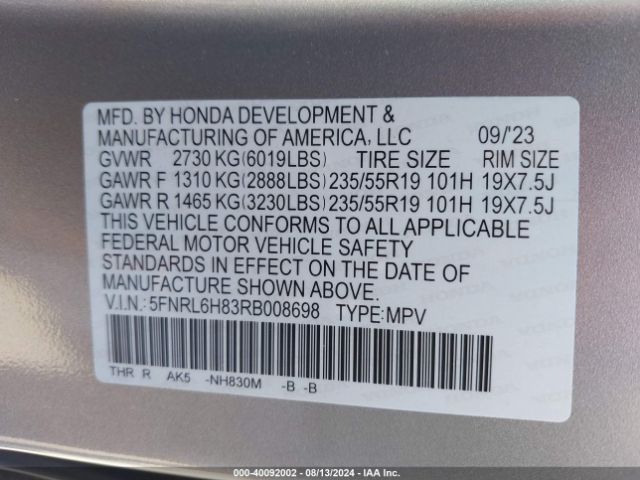 MFD. BY HONDA DEVELOPMENT &
MANUFACTURING OF AMERICA, LLC 09/'23
GVWR 2730 KG(6019LBS) TIRE SIZE RIM SIZE
GAWR F 1310 KG(2888LBS) 235/55R19 101H 19X7.5J
GAWR R 1465 KG(3230LBS) 235/55R19 101H 19X7.5J
THIS VEHICLE CONFORMS TO ALL APPLICABLE
FEDERAL MOTOR VEHICLE SAFETY
STANDARDS IN EFFECT ON THE DATE OF
MANUFACTURE SHOWN ABOVE.
V.I.N.: 5FNRL6H83RB008698 TYPE:MPV
THR R AK5 -NH830M -B -B
000-40092002 - 08/13/2024 - IAA Inc.